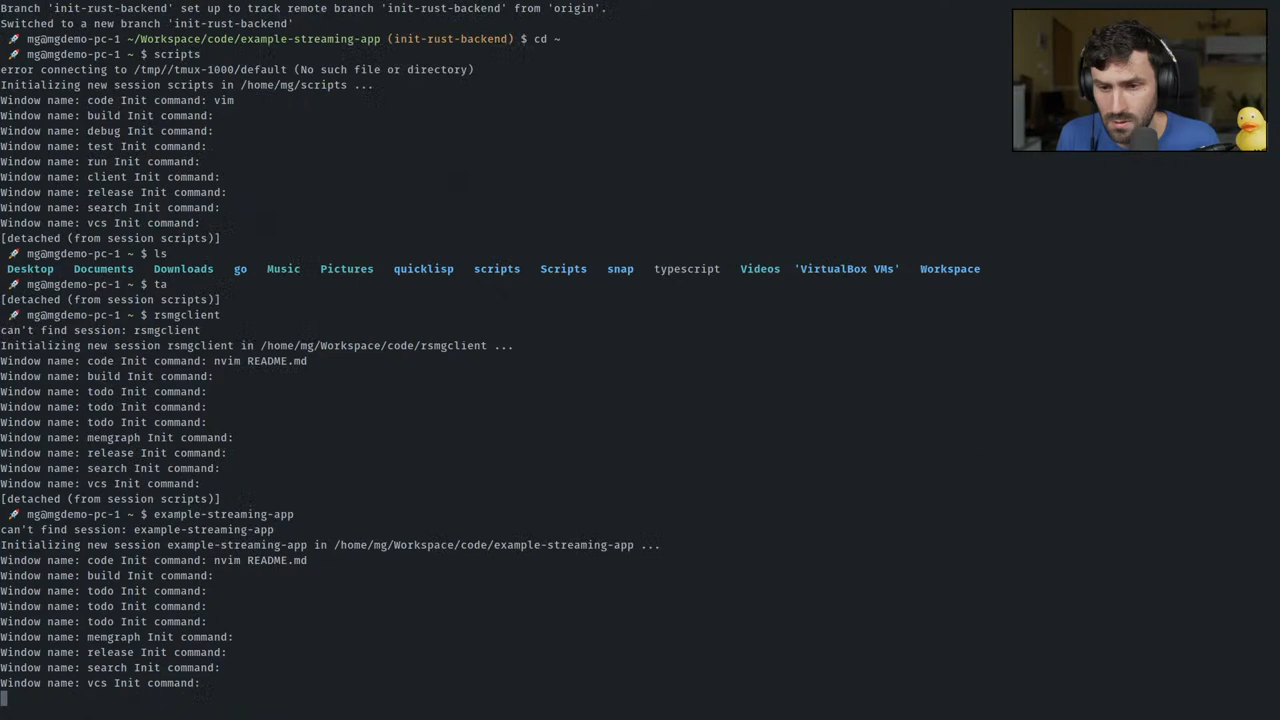 Branch 'init-rust-backend' set up to track remote branch 'init-rust-backend' from 'origin'.
Switched to a new branch 'init-rust-backend'
mg@mgdemo-pc-1 ~/Workspace/code/example-streaming-app (init-rust-backend) $ cd ~
mg@mgdemo-pc-1 ~ $ scripts
error connecting to /tmp//tmux-1000/default (No such file or directory)
Initializing new session scripts in /home/mg/scripts ...
Window name: code Init command: vim
Window name: build Init command:
Window name: debug Init command:
Window name: test Init command:
Window name: run Init command:
Window name: client Init command:
Window name: release Init command:
Window name: search Init command:
Window name: vcs Init command:
[detached (from session scripts)]
mg@mgdemo-pc-1 ~ $ ls
Desktop Documents Downloads go Music Pictures quicklisp scripts Scripts snap typescript Videos 'VirtualBox VMs' Workspace
mg@mgdemo-pc-1 ~ $ ta
[detached (from session scripts)]
mg@mgdemo-pc-1 ~ $ rsmgclient
can't find session: rsmgclient
Initializing new session rsmgclient in /home/mg/Workspace/code/rsmgclient ...
Window name: code Init command: nvim README.md
Window name: build Init command:
Window name: todo Init command:
Window name: todo Init command:
Window name: todo Init command:
Window name: memgraph Init command:
Window name: release Init command:
Window name: search Init command:
Window name: vcs Init command:
[detached (from session scripts)]
mg@mgdemo-pc-1 ~ $ example-streaming-app
can't find session: example-streaming-app
Initializing new session example-streaming-app in /home/mg/Workspace/code/example-streaming-app ...
Window name: code Init command: nvim README.md
Window name: build Init command:
Window name: todo Init command:
Window name: todo Init command:
Window name: todo Init command:
Window name: memgraph Init command:
Window name: release Init command:
Window name: search Init command:
Window name: vcs Init command: